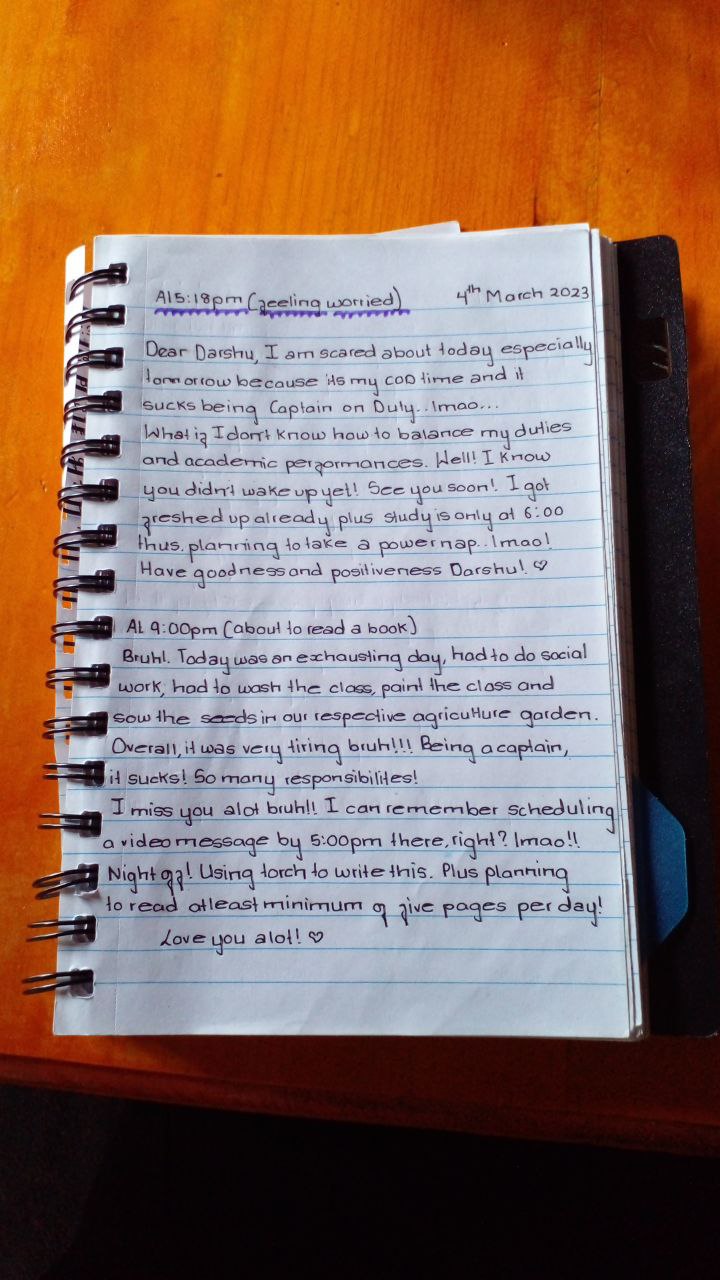 At 5:18pm (feeling worried) 4th March 2023
Dear Darshu, I am scared about today especially
tommorow because its my COD time and it
sucks being Captain on Duty..lmao...
What if I don't know how to balance my duties
and academic performances. Well! I know
you didn't wake up yet! See you soon!. I got
freshed up already plus study is only at 6:00
thus. planning to take a power nap..lmao!
Have goodness and positiveness Darshu!. ♡
At 9:00pm (about to read a book)
Bruh!. Today was an exhausting day, had to do social
work, had to wash the class, paint the class and
sow the seeds in our respective agriculture garden.
Overall, it was very tiring bruh!!! Being a captain,
it sucks! So many responsibilites!
I miss you alot bruh!! I can remember scheduling
a video message by 5:00pm there, right? lmao!!
Night gf! Using torch to write this. Plus planning
to read atleast minimum of five pages per day!
Love you alot! ♡